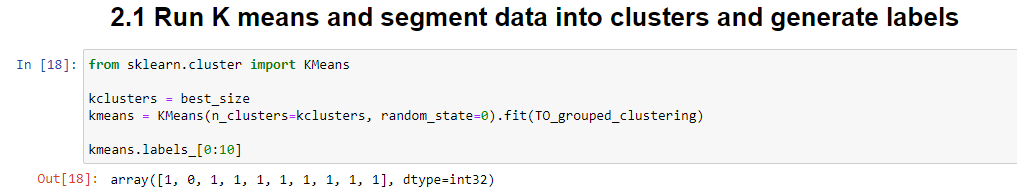 2.1 Run K means and segment data into clusters and generate labels
In [18]: from sklearn.cluster import KMeans
kclusters = best_size
kmeans = KMeans(n_clusters=kclusters, random_state=0).fit(TO_grouped_clustering)
kmeans.labels_[0:10]
Out[18]: array([1, 0, 1, 1, 1, 1, 1, 1, 1, 1], dtype=int32)